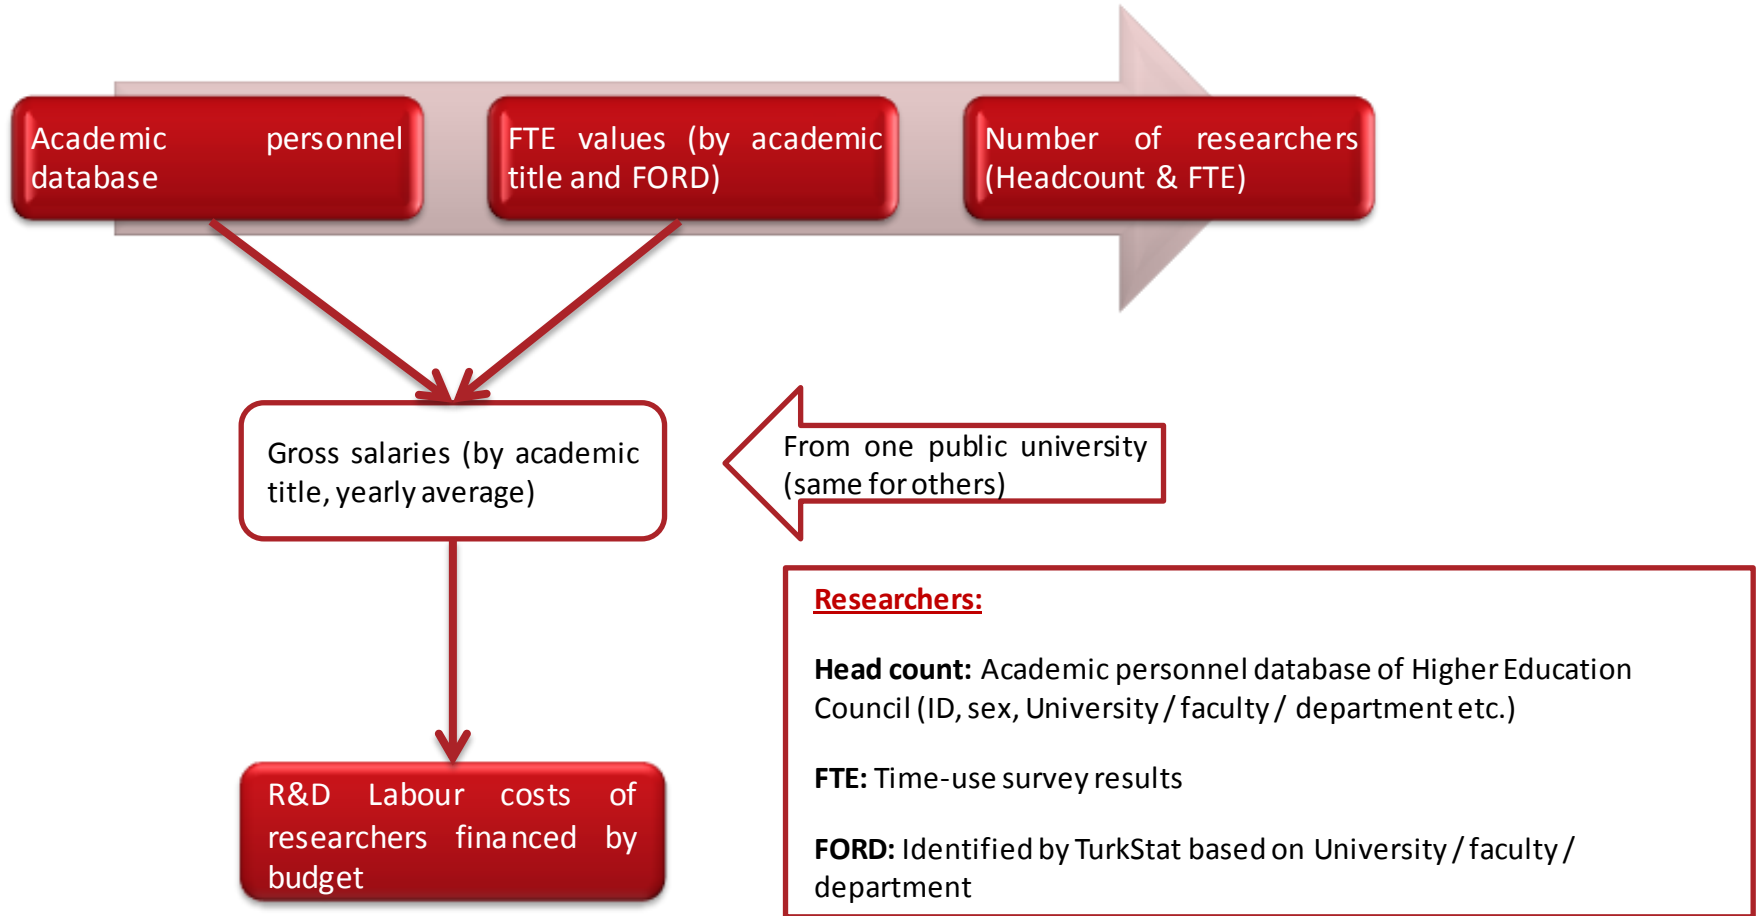 Academic personnel
database
FTE values (by academic
title and FORD)
Number of researchers
(Headcount & FTE)
Gross salaries (by academic
title, yearly average)
From one public university
(same for others)
R&D Labour costs of
researchers financed by
budget
Researchers:
Head count: Academic personnel database of Higher Education
Council (ID, sex, University / faculty / department etc.)
FTE: Time-use survey results
FORD: Identified by TurkStat based on University / faculty /
department